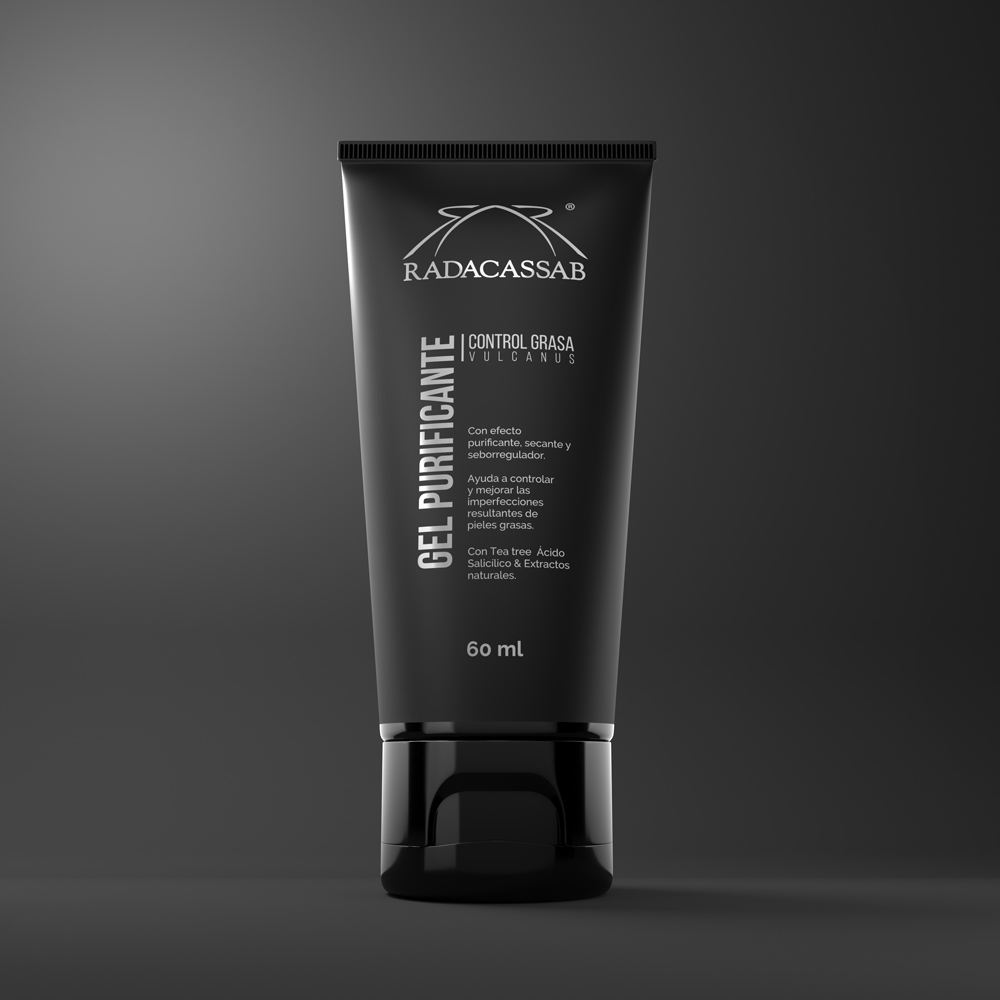 ®
RADACASSAB
GEL PURIFICANTE
CONTROL GRASA
VULCANUS
Con efecto
purificante, secante y
seborregulador.
Ayuda a controlar
y mejorar las
imperfecciones
resultantes de
pieles grasas.
Con Tea tree Ácido
Salicílico & Extractos
naturales.
60 ml